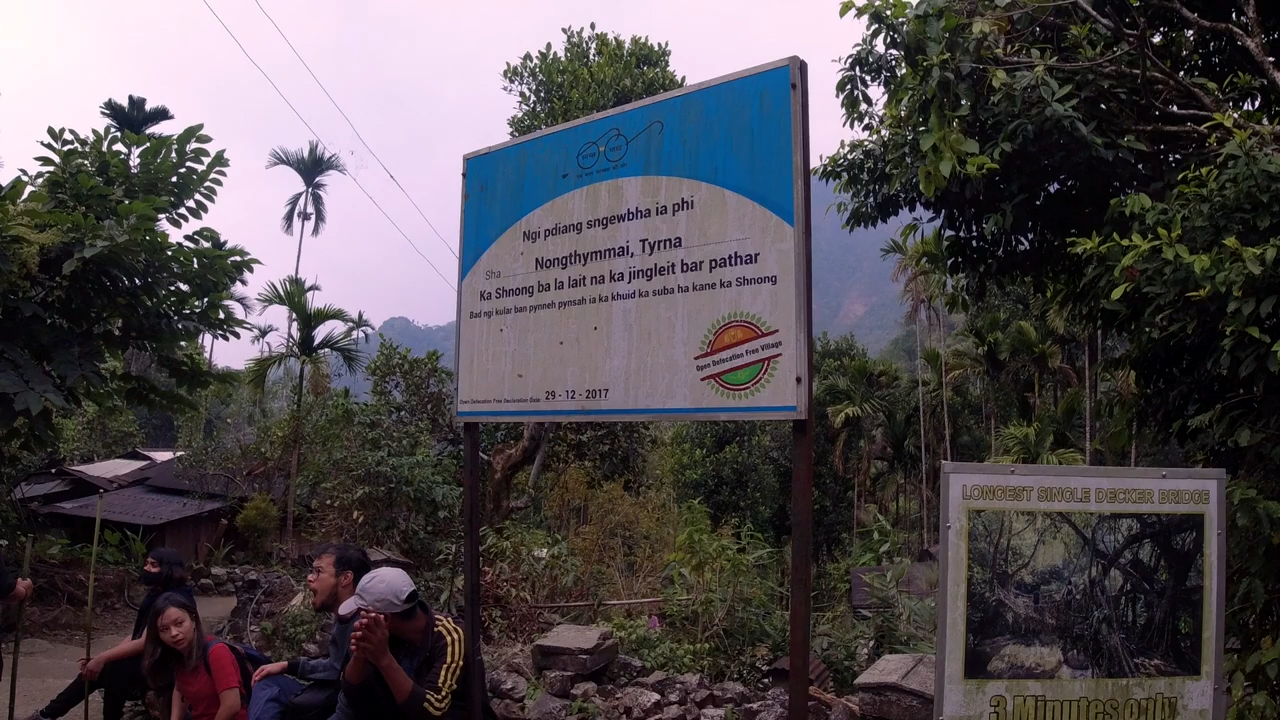 Ngi pdiang sngewbha ia phi
Sha Nongthymmai, Tyrna
Ka Shnong ba la lait na ka jingleit bar pathar
Bad ngi kular ban pynneh pynsah ia ka khuid ka suba ha kane ka Shnong
Open Defecation Free Village
Open Defecation Free Declaration Date: 29 - 12 - 2017
LONGEST SINGLE DECKER BRIDGE
3 Minutes only